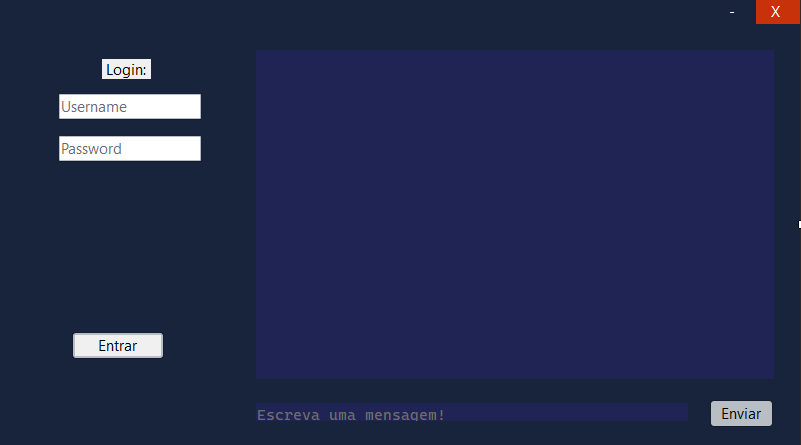 - X
Login:
Username
Password
Entrar
Escreva uma mensagem!
Enviar